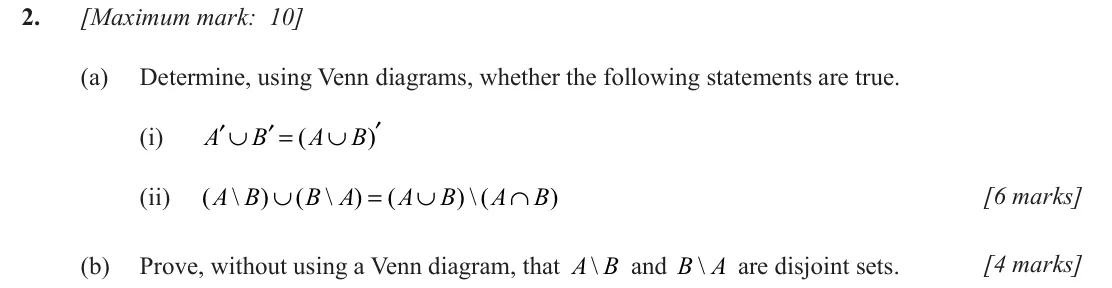 2. [Maximum mark: 10]
(a) Determine, using Venn diagrams, whether the following statements are true.
(i) A′ ∪ B′ = (A ∪ B)′
(ii) (A \ B) ∪ (B \ A) = (A ∪ B) \ (A ∩ B) [6 marks]
(b) Prove, without using a Venn diagram, that A \ B and B \ A are disjoint sets. [4 marks]